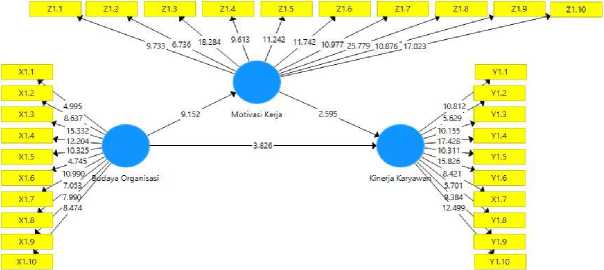 Z1.1 Z1.2 Z1.3 Z1.4 Z1.5 Z1.6 Z1.7 Z1.8 Z1.9 Z1.10
9.733 6.736 18.284 9.613 11.242 11.742 10.977 25.779 10.876 17.023
Motivasi Kerja
9.152
2.595
3.826
X1.1
X1.2
X1.3
X1.4
X1.5
X1.6
X1.7
X1.8
X1.9
X1.10
4.995
8.637
15.332
12.204
10.325
4.745
10.990
7.053
7.990
8.474
Budaya Organisasi
Kinerja Karyawan
10.812
5.629
10.155
17.428
10.311
15.826
8.421
5.701
9.384
12.499
Y1.1
Y1.2
Y1.3
Y1.4
Y1.5
Y1.6
X1.7
Y1.8
Y1.9
Y1.10